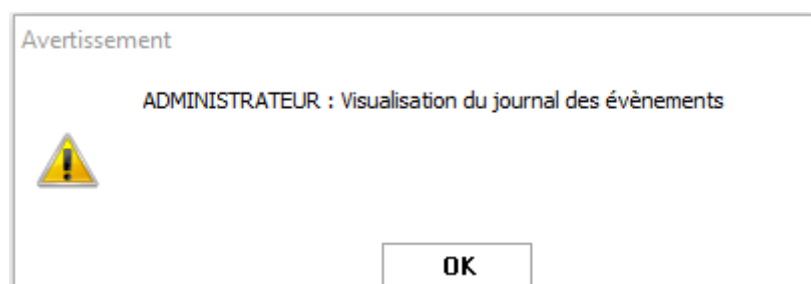 Avertissement
ADMINISTRATEUR : Visualisation du journal des évènements
OK